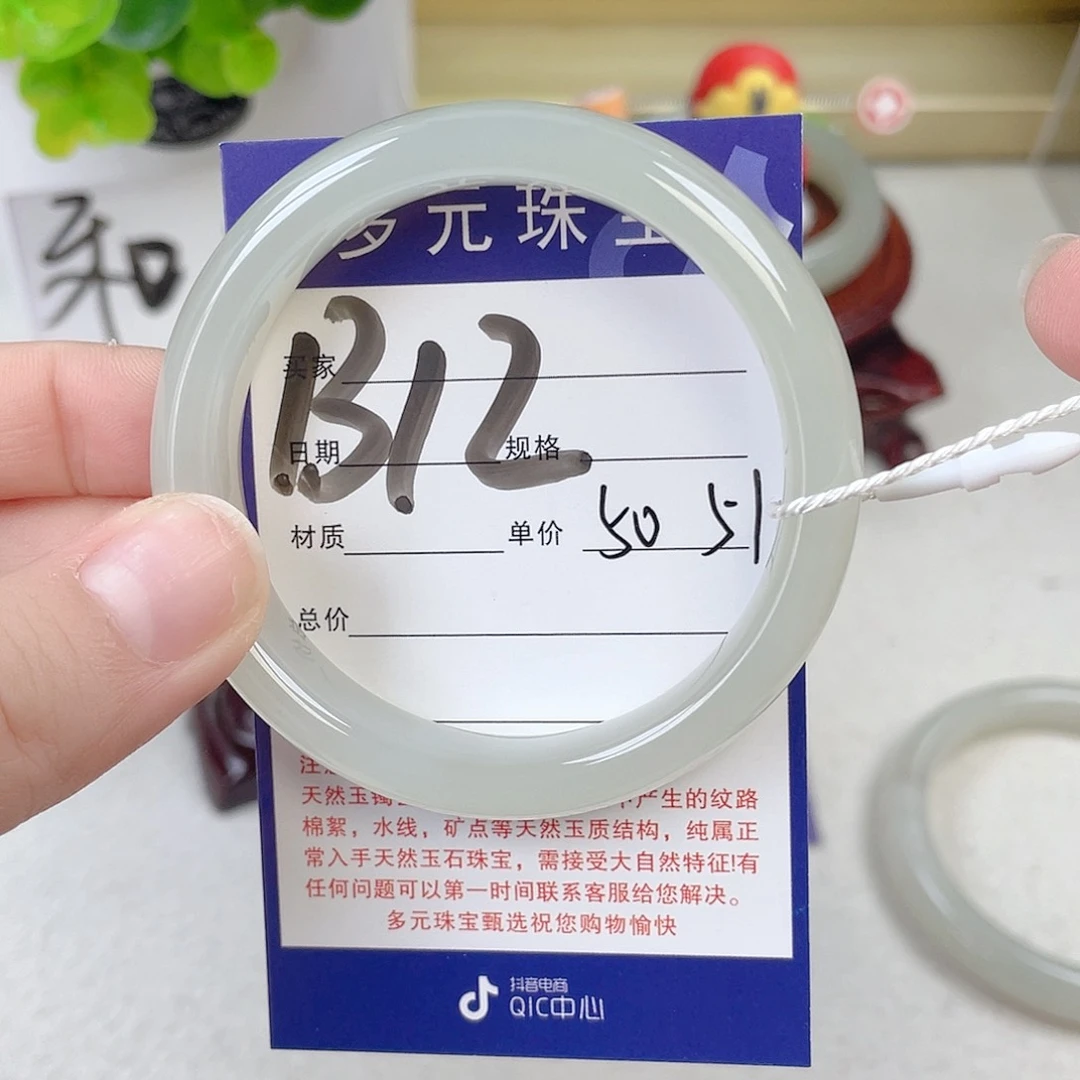 多元珠宝
和
B12
买家
日期 规格
材质 单价 50 51
总价
天然玉镯 产生的纹路
棉絮，水线，矿点等天然玉质结构，纯属正
常入手天然玉石珠宝，需接受大自然特征!有
任何问题可以第一时间联系客服给您解决。
多元珠宝甄选祝您购物愉快
抖音电商
QIC中心